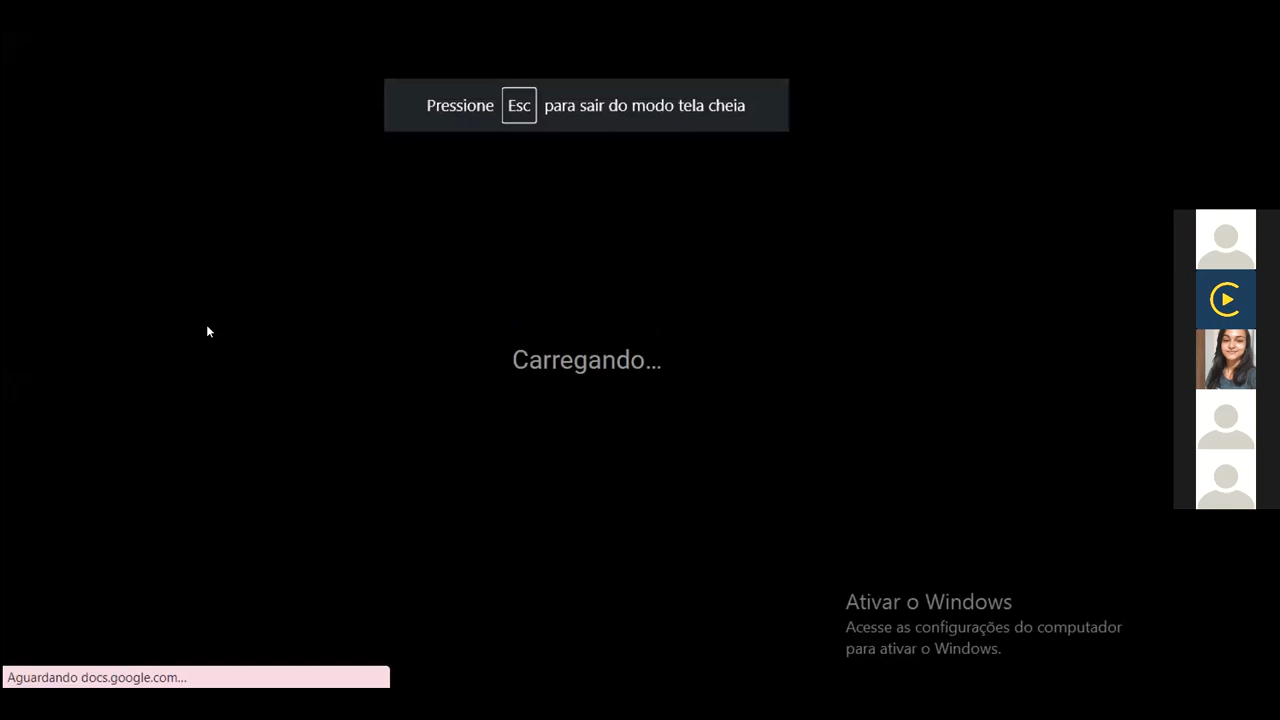 Pressione Esc para sair do modo tela cheia
Carregando...
Ativar o Windows
Acesse as configurações do computador
para ativar o Windows.
Aguardando docs.google.com...